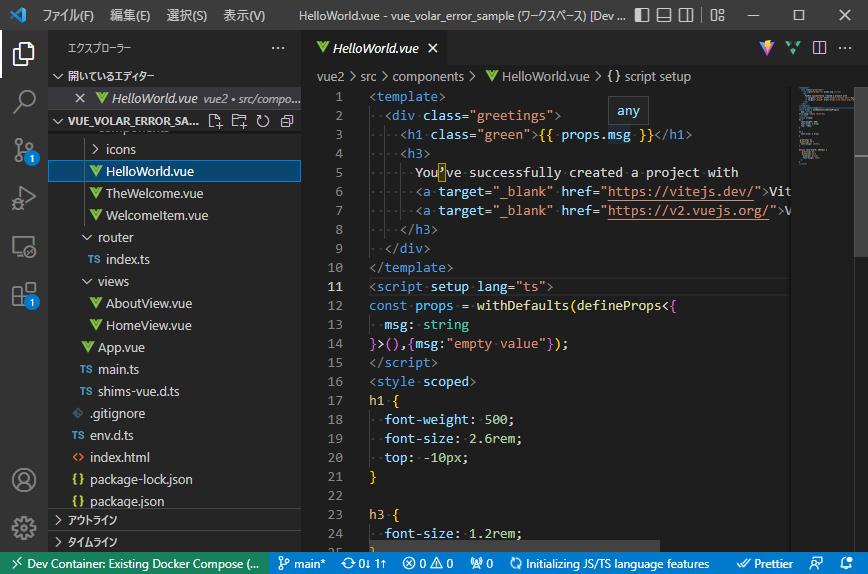 ファイル(F) 編集(E) 選択(S) 表示(V) HelloWorld.vue - vue_volar_error_sample (ワークスペース) [Dev ...
エクスプローラー ...
開いているエディター
HelloWorld.vue vue2 • src/compo...
VUE_VOLAR_ERROR_SA...
components
icons
HelloWorld.vue
TheWelcome.vue
WelcomeItem.vue
router
TS index.ts
views
AboutView.vue
HomeView.vue
App.vue
TS main.ts
TS shims-vue.d.ts
.gitignore
TS env.d.ts
<> index.html
{} package-lock.json
{} package.json
アウトライン
タイムライン
1
1
HelloWorld.vue
vue2 > src > components > HelloWorld.vue > {} script setup
any
1 <template>
2 <div class="greetings">
3 <h1 class="green">{{ props.msg }}</h1>
4 <h3>
5 You’ve successfully created a project with
6 <a target="_blank" href="https://vitejs.dev/">Vit
7 <a target="_blank" href="https://v2.vuejs.org/">V
8 </h3>
9 </div>
10 </template>
11 <script setup lang="ts">
12 const props = withDefaults(defineProps<{
13 msg: string
14 }>(),{msg:"empty value"});
15 </script>
16 <style scoped>
17 h1 {
18 font-weight: 500;
19 font-size: 2.6rem;
20 top: -10px;
21 }
22
23 h3 {
24 font-size: 1.2rem;
25 }
Dev Container: Existing Docker Compose (... main* 0↓ 1↑ 0 0 0 Initializing JS/TS language features Prettier